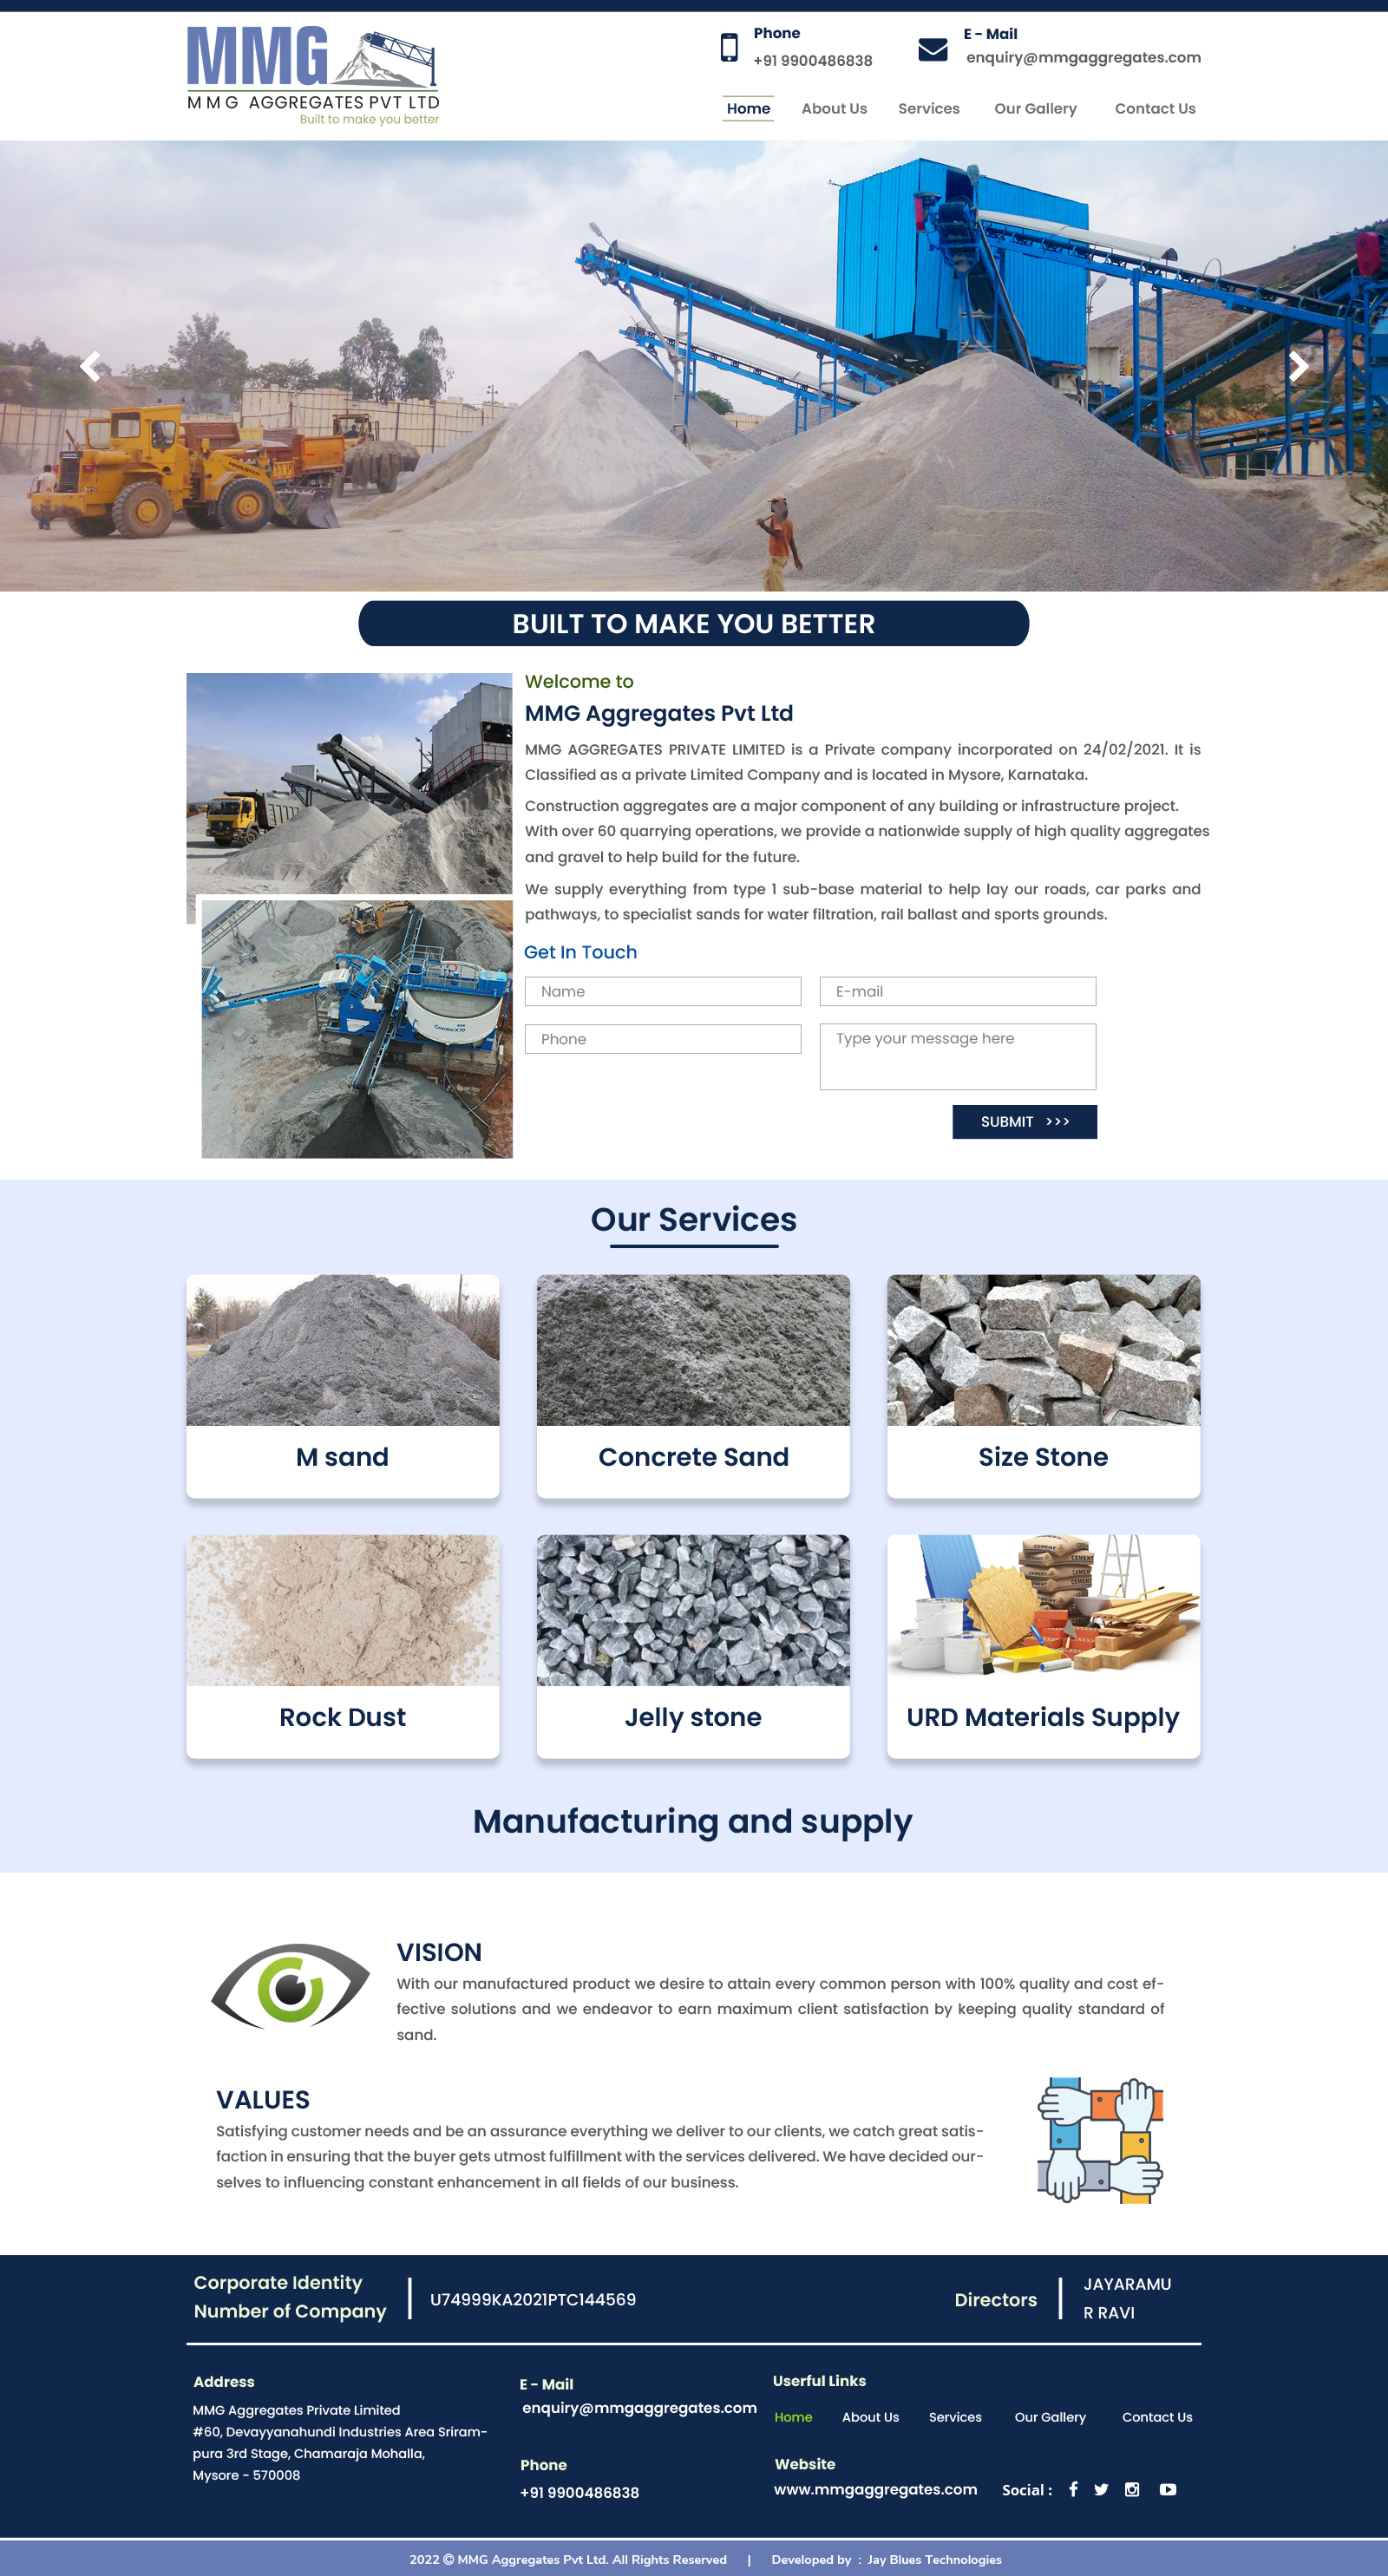 MMG
MMG AGGREGATES PVT LTD
Built to make you better
Phone
+91 9900486838
E - Mail
enquiry@mmgaggregates.com
Home About Us Services Our Gallery Contact Us
BUILT TO MAKE YOU BETTER
Welcome to
MMG Aggregates Pvt Ltd
MMG AGGREGATES PRIVATE LIMITED is a Private company incorporated on 24/02/2021. It is
Classified as a private Limited Company and is located in Mysore, Karnataka.
Construction aggregates are a major component of any building or infrastructure project.
With over 60 quarrying operations, we provide a nationwide supply of high quality aggregates
and gravel to help build for the future.
We supply everything from type 1 sub-base material to help lay our roads, car parks and
pathways, to specialist sands for water filtration, rail ballast and sports grounds.
Get In Touch
Name E-mail
Phone Type your message here
SUBMIT >>>
Our Services
M sand Concrete Sand Size Stone
CEMENT
Rock Dust Jelly stone URD Materials Supply
Manufacturing and supply
VISION
With our manufactured product we desire to attain every common person with 100% quality and cost ef-
fective solutions and we endeavor to earn maximum client satisfaction by keeping quality standard of
sand.
VALUES
Satisfying customer needs and be an assurance everything we deliver to our clients, we catch great satis-
faction in ensuring that the buyer gets utmost fulfillment with the services delivered. We have decided our-
selves to influencing constant enhancement in all fields of our business.
Corporate Identity
Number of Company
U74999KA2021PTC144569
Directors
JAYARAMU
R RAVI
Address
MMG Aggregates Private Limited
#60, Devayyanahundi Industries Area Sriram-
pura 3rd Stage, Chamaraja Mohalla,
Mysore - 570008
E - Mail
enquiry@mmgaggregates.com
Phone
+91 9900486838
Userful Links
Home About Us Services Our Gallery Contact Us
Website
www.mmgaggregates.com Social :
2022 © MMG Aggregates Pvt Ltd. All Rights Reserved | Developed by : Jay Blues Technologies